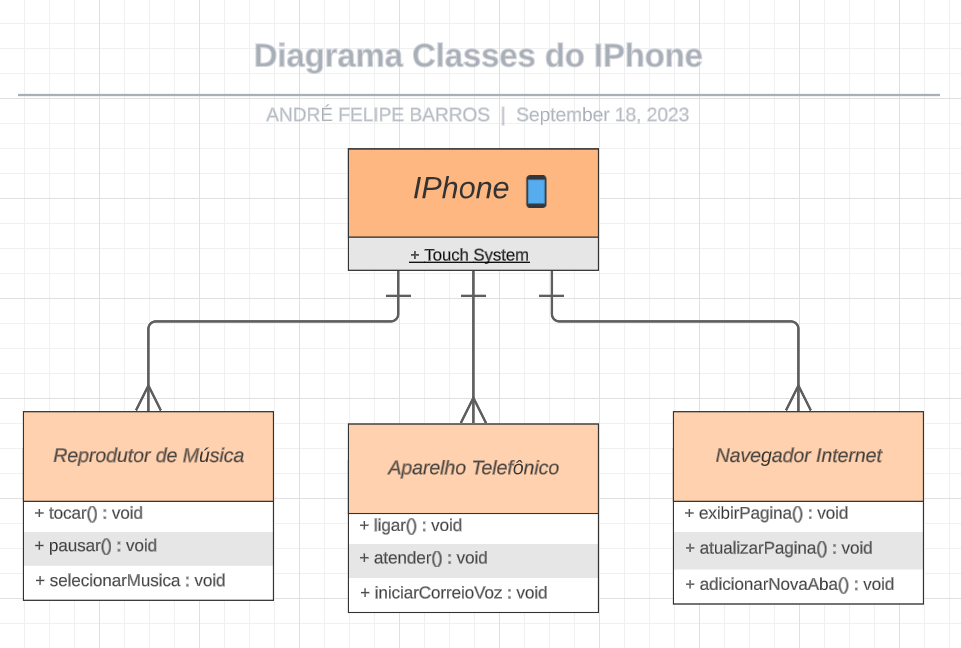 Diagrama Classes do IPhone
ANDRÉ FELIPE BARROS | September 18, 2023
IPhone
+ Touch System
Reprodutor de Música
+ tocar() : void
+ pausar() : void
+ selecionarMusica : void
Aparelho Telefônico
+ ligar() : void
+ atender() : void
+ iniciarCorreioVoz : void
Navegador Internet
+ exibirPagina() : void
+ atualizarPagina() : void
+ adicionarNovaAba() : void